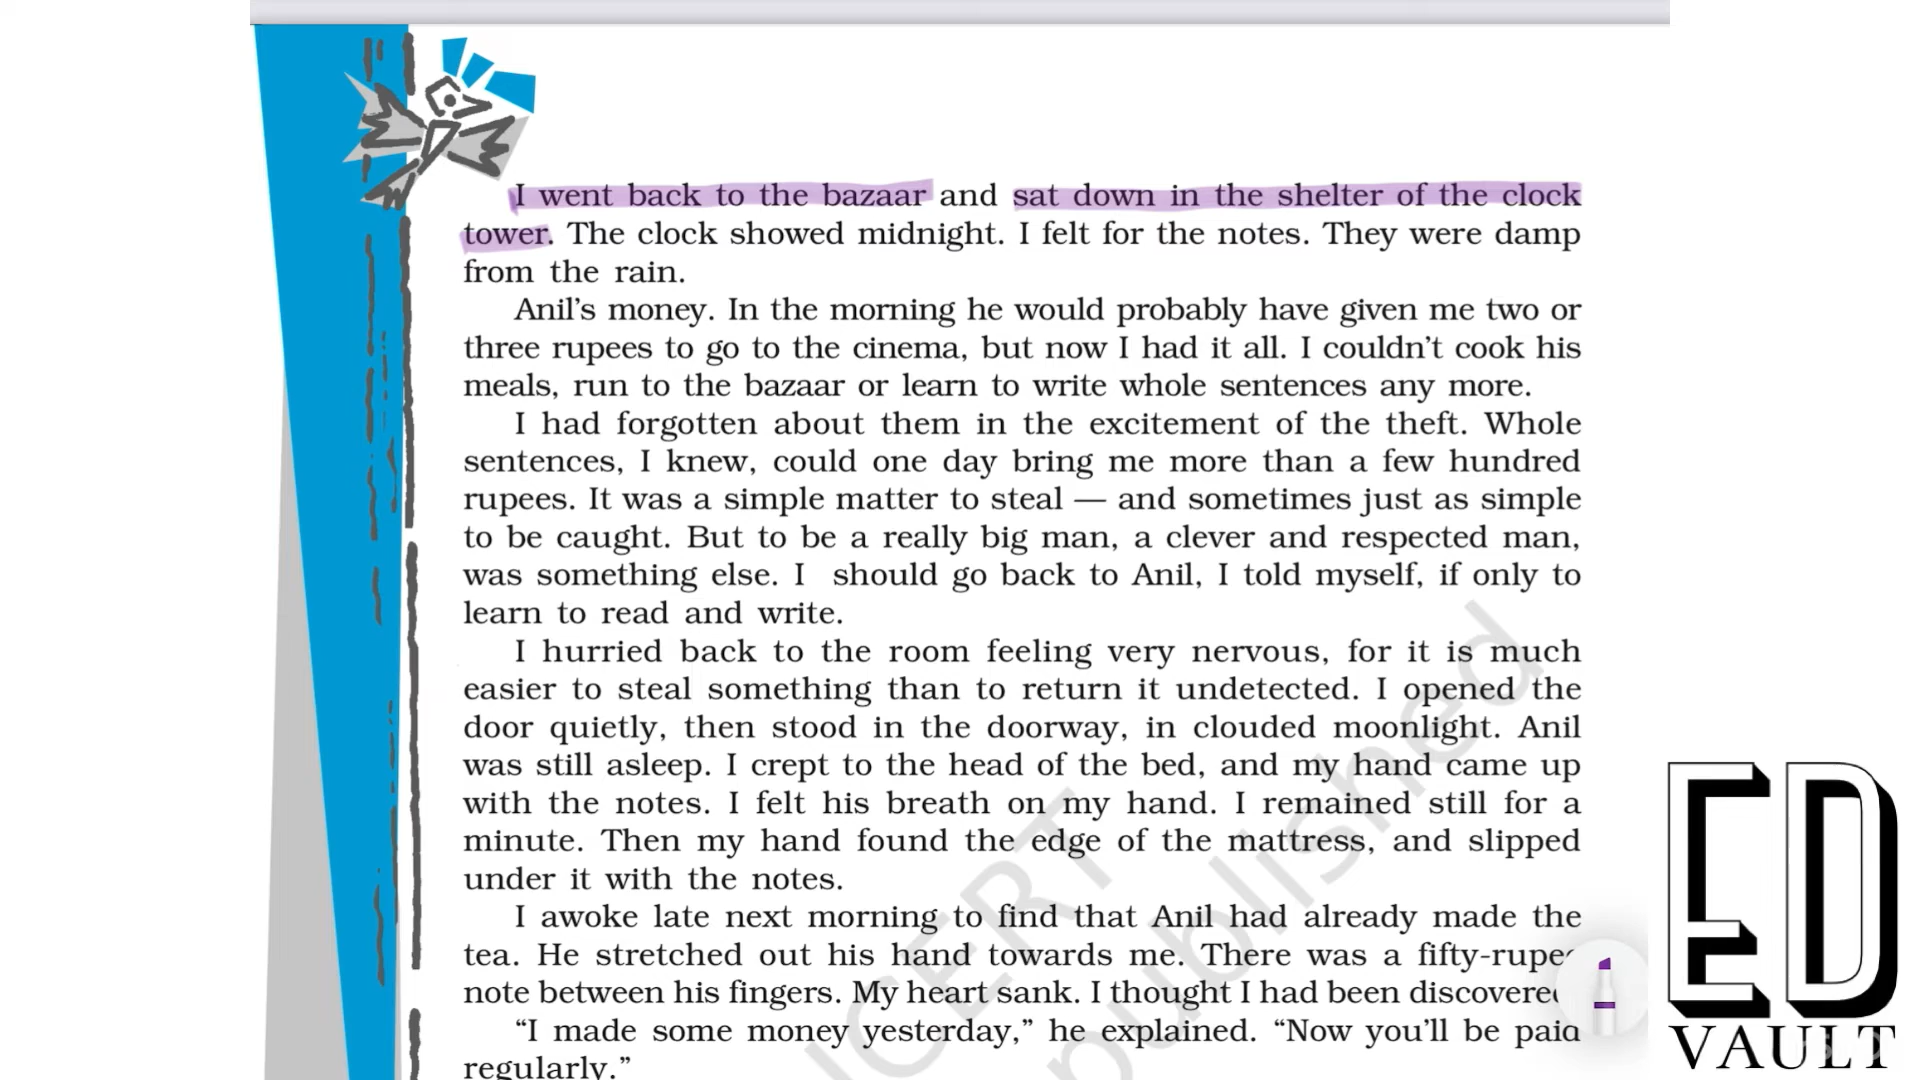 I went back to the bazaar and sat down in the shelter of the clock
tower. The clock showed midnight. I felt for the notes. They were damp
from the rain.
Anil’s money. In the morning he would probably have given me two or
three rupees to go to the cinema, but now I had it all. I couldn’t cook his
meals, run to the bazaar or learn to write whole sentences any more.
I had forgotten about them in the excitement of the theft. Whole
sentences, I knew, could one day bring me more than a few hundred
rupees. It was a simple matter to steal — and sometimes just as simple
to be caught. But to be a really big man, a clever and respected man,
was something else. I should go back to Anil, I told myself, if only to
learn to read and write.
I hurried back to the room feeling very nervous, for it is much
easier to steal something than to return it undetected. I opened the
door quietly, then stood in the doorway, in clouded moonlight. Anil
was still asleep. I crept to the head of the bed, and my hand came up
with the notes. I felt his breath on my hand. I remained still for a
minute. Then my hand found the edge of the mattress, and slipped
under it with the notes.
I awoke late next morning to find that Anil had already made the
tea. He stretched out his hand towards me. There was a fifty-rupee
note between his fingers. My heart sank. I thought I had been discovered
“I made some money yesterday,” he explained. “Now you’ll be paid
regularly.”
NCERT
published
ED
VAULT